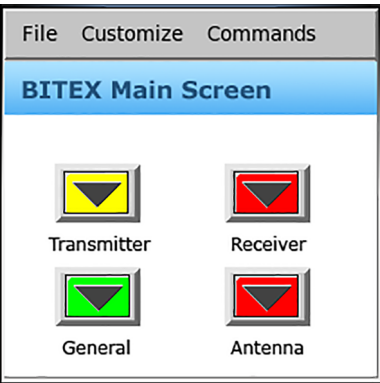 File Customize Commands
BITEX Main Screen
Transmitter Receiver
General Antenna